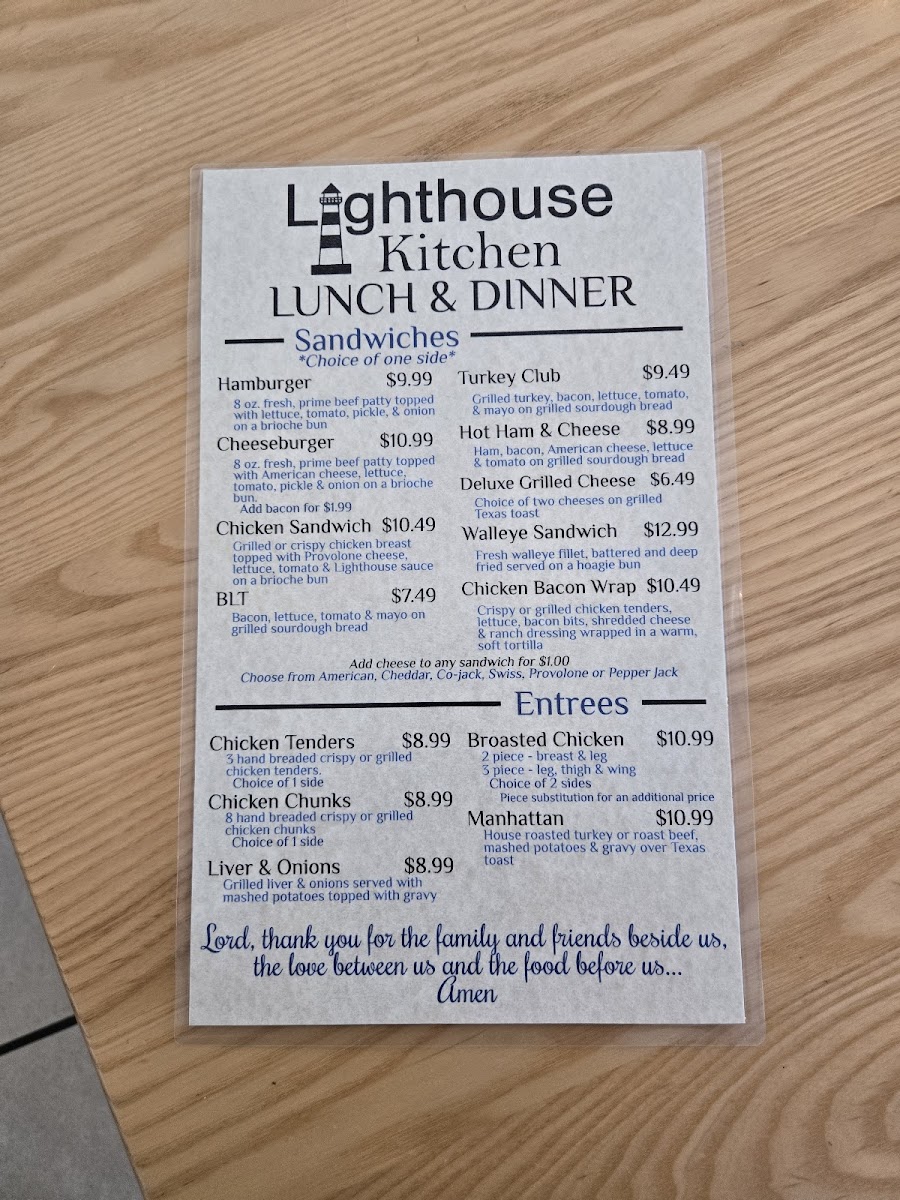 Lighthouse
Kitchen
LUNCH & DINNER
Sandwiches
*Choice of one side*
Hamburger $9.99
8 oz. fresh, prime beef patty topped
with lettuce, tomato, pickle, & onion
on a brioche bun
Cheeseburger $10.99
8 oz. fresh, prime beef patty topped
with American cheese, lettuce,
tomato, pickle & onion on a brioche
bun.
Add bacon for $1.99
Chicken Sandwich $10.49
Grilled or crispy chicken breast
topped with Provolone cheese,
lettuce, tomato & Lighthouse sauce
on a brioche bun
BLT $7.49
Bacon, lettuce, tomato & mayo on
grilled sourdough bread
Turkey Club $9.49
Grilled turkey, bacon, lettuce, tomato,
& mayo on grilled sourdough bread
Hot Ham & Cheese $8.99
Ham, bacon, American cheese, lettuce
& tomato on grilled sourdough bread
Deluxe Grilled Cheese $6.49
Choice of two cheeses on grilled
Texas toast
Walleye Sandwich $12.99
Fresh walleye fillet, battered and deep
fried served on a hoagie bun
Chicken Bacon Wrap $10.49
Crispy or grilled chicken tenders,
lettuce, bacon bits, shredded cheese
& ranch dressing wrapped in a warm,
soft tortilla
Add cheese to any sandwich for $1.00
Choose from American, Cheddar, Co-jack, Swiss, Provolone or Pepper Jack
Entrees
Chicken Tenders $8.99
3 hand breaded crispy or grilled
chicken tenders.
Choice of 1 side
Chicken Chunks $8.99
8 hand breaded crispy or grilled
chicken chunks
Choice of 1 side
Liver & Onions $8.99
Grilled liver & onions served with
mashed potatoes topped with gravy
Broasted Chicken $10.99
2 piece - breast & leg
3 piece - leg, thigh & wing
Choice of 2 sides
Piece substitution for an additional price
Manhattan $10.99
House roasted turkey or roast beef,
mashed potatoes & gravy over Texas
toast
Lord, thank you for the family and friends beside us,
the love between us and the food before us...
Amen